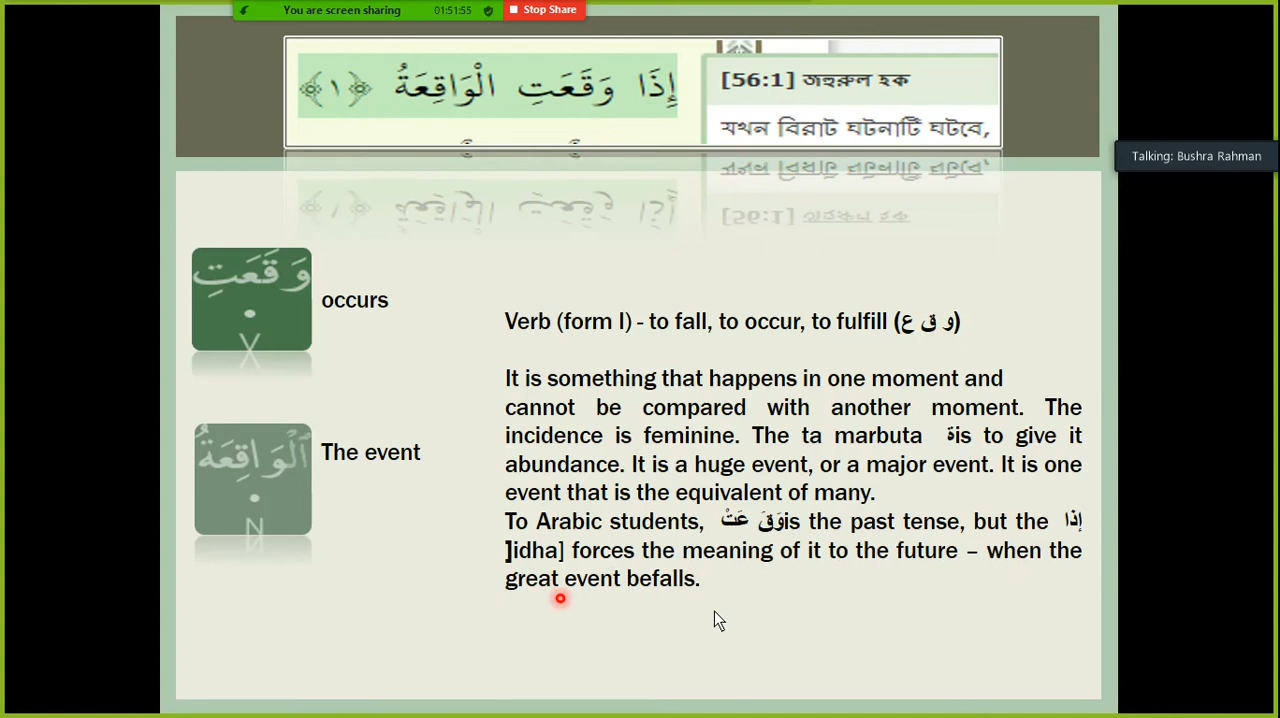 You are screen sharing 01:51:55 Stop Share
إِذَا وَقَعَتِ الْوَاقِعَةُ ﴿١﴾
[56:1] জহুরুল হক
যখন বিরাট ঘটনাটি ঘটবে,
Talking: Bushra Rahman
وَقَعَتِ
V
occurs
Verb (form I) - to fall, to occur, to fulfill (و ق ع)
It is something that happens in one moment and
cannot be compared with another moment. The
incidence is feminine. The ta marbuta ةis to give it
abundance. It is a huge event, or a major event. It is one
event that is the equivalent of many.
To Arabic students, وَقَ عَتْis the past tense, but the إذا
]idha] forces the meaning of it to the future – when the
great event befalls.
ٱلْوَاقِعَةُ
N
The event